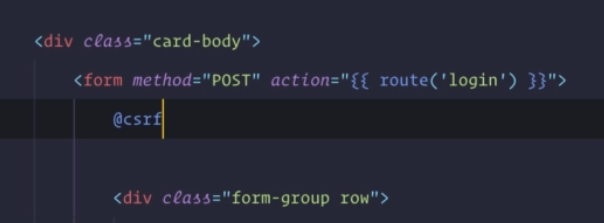 <div class="card-body">
<form method="POST" action="{{ route('login') }}">
@csrf
<div class="form-group row">